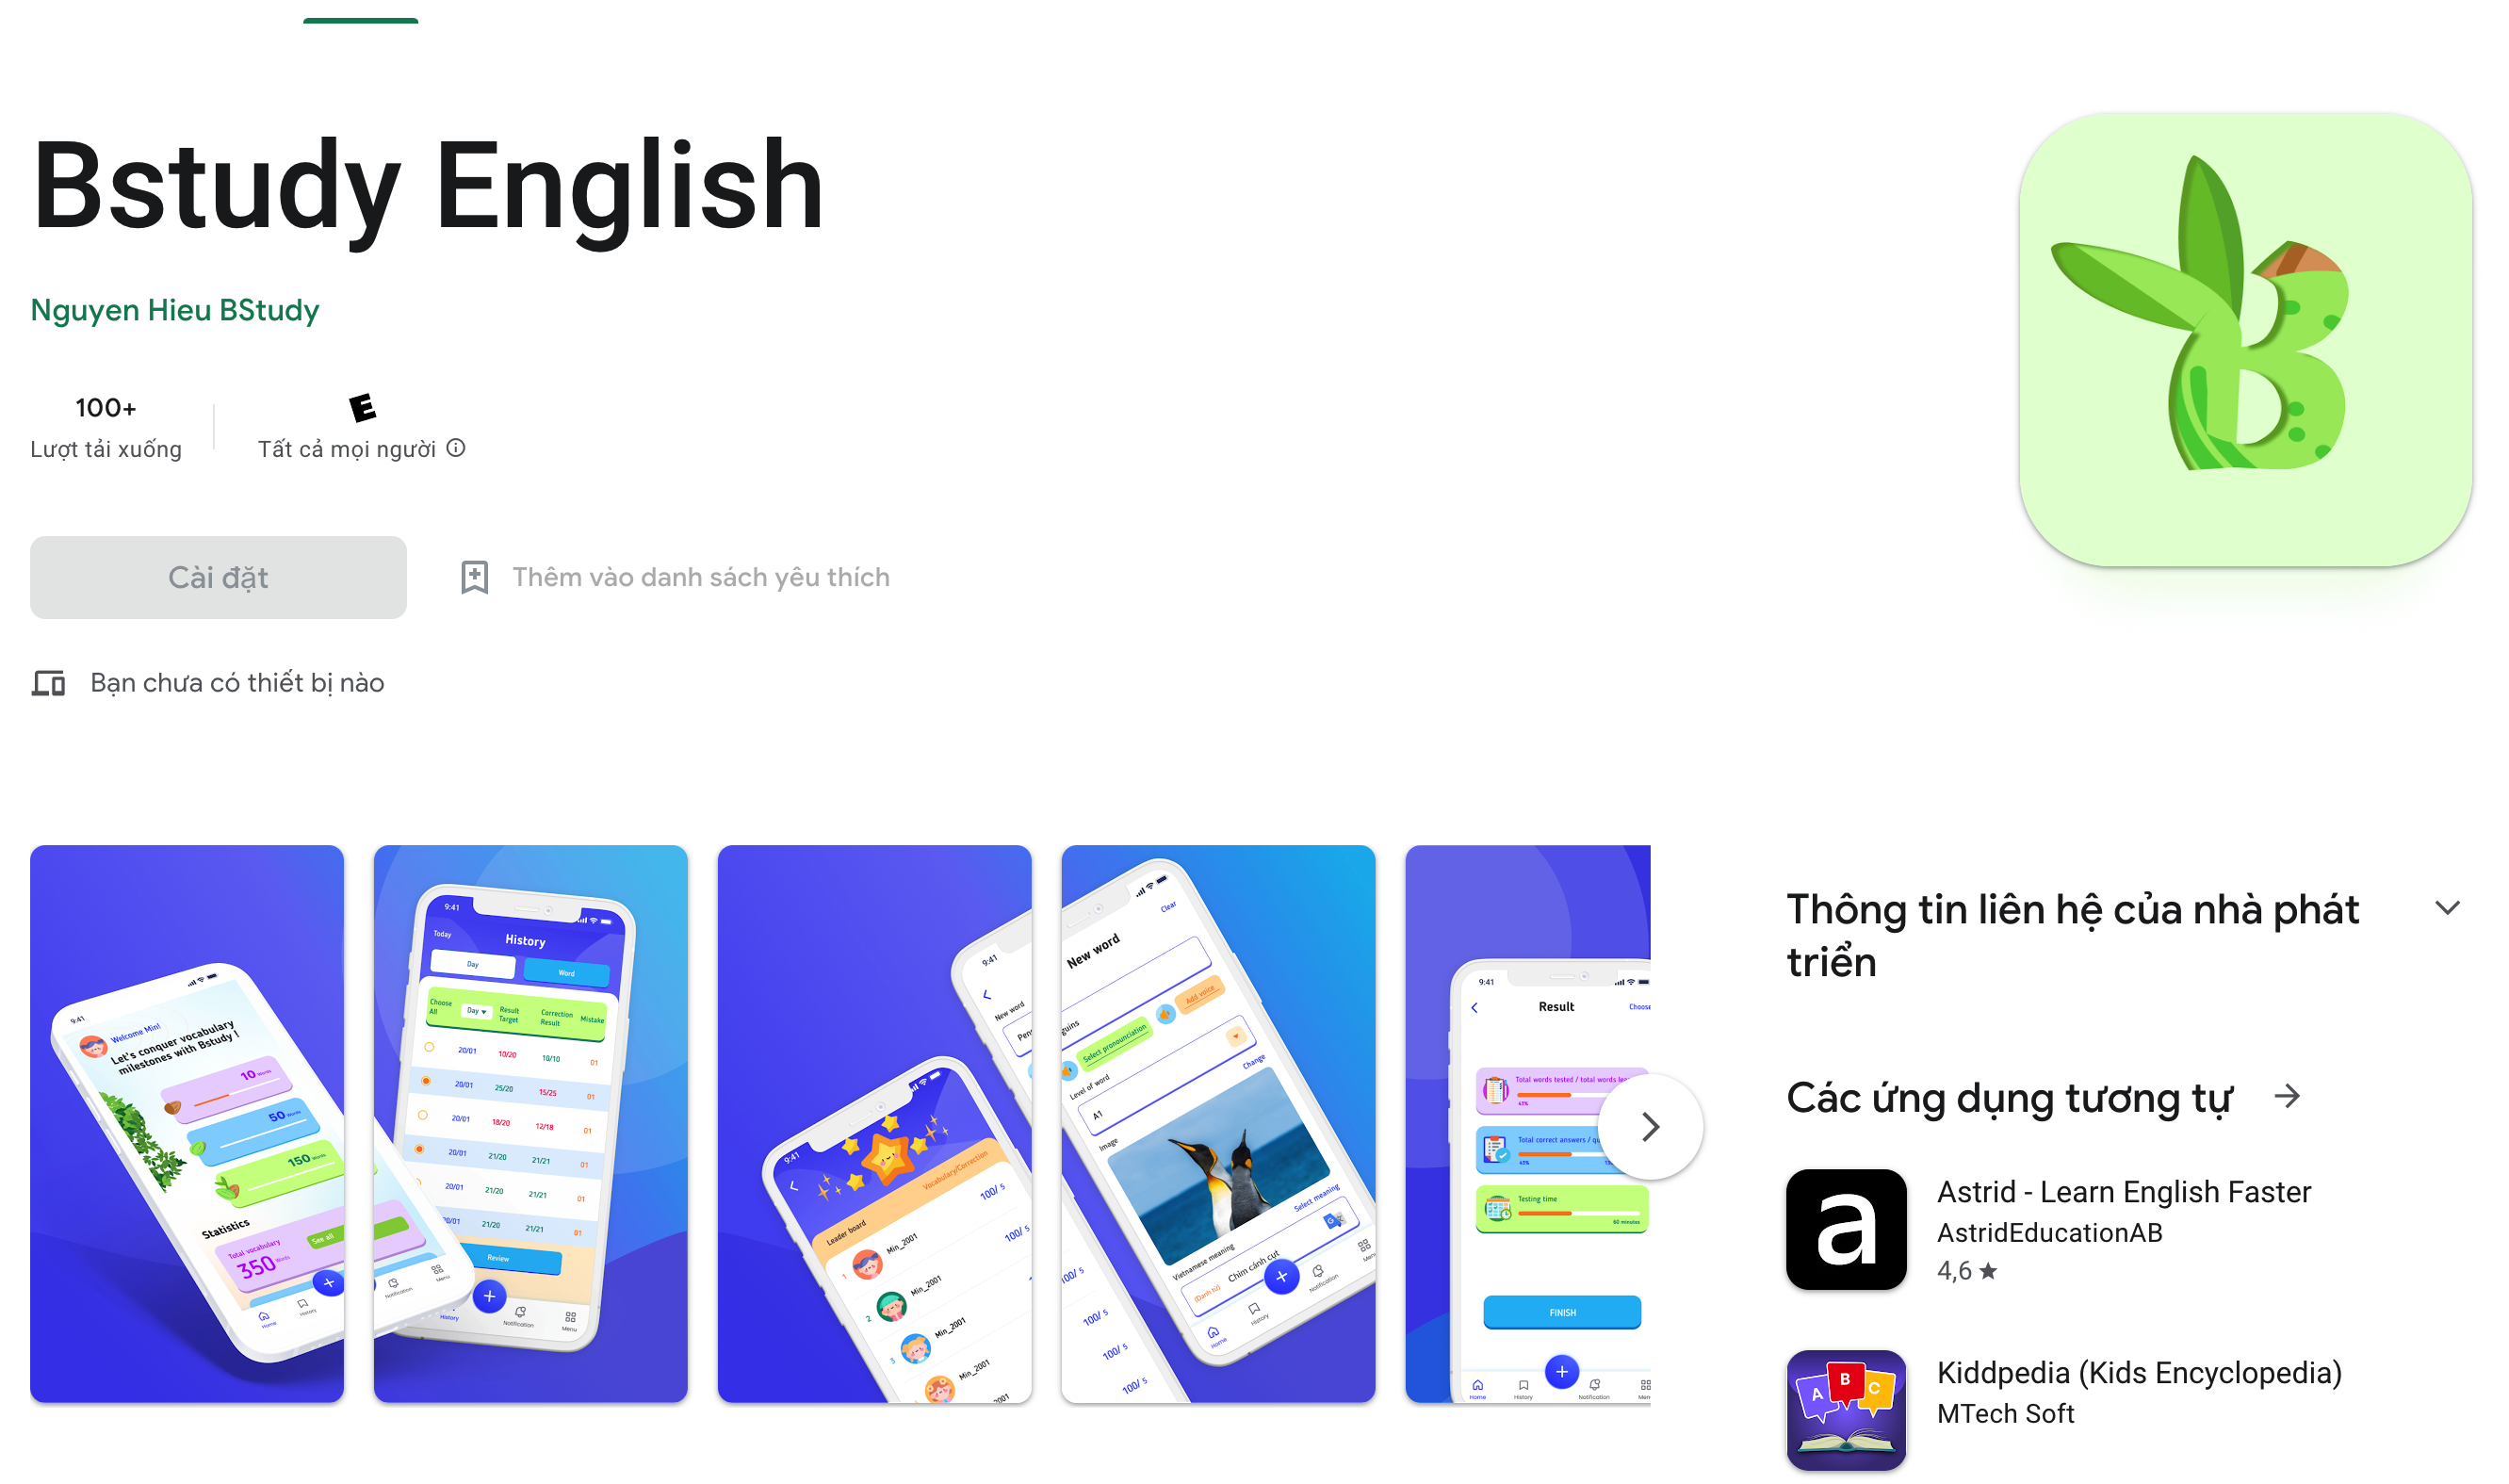 Bstudy English
Nguyen Hieu BStudy
100+
Lượt tải xuống
E
Tất cả mọi người
Cài đặt
Thêm vào danh sách yêu thích
Bạn chưa có thiết bị nào
9:41
Welcome Min!
Let's conquer vocabulary
milestones with Bstudy !
10 Words
50 Words
150 Words
Statistics
Total vocabulary
350 Words
See all
Home
History
Notification
Menu
9:41
Today
History
Day
Word
Choose All
Day
Result Target
Correction Result
Mistake
20/01 10/20 10/10 01
20/01 25/20 15/25 01
20/01 18/20 12/18 01
20/01 21/20 21/21 01
20/01 21/20 21/21 01
20/01 21/20 21/21 01
Review
History
Notification
Menu
9:41
Leader board
Vocabulary/Correction
1 Min_2001 100/ 5
2 Min_2001 100/ 5
3 Min_2001
Min_2001
2001
9:41
New word
100/ 5
100/ 5
100/ 5
100/ 5
Clear
New word
guins
Select pronounciation
Add voice
Level of word
A1
Change
Image
Select meaning
Vietnamese meaning
(Danh từ) Chim cánh cụt
Home
History
Notification
9:41
Result
Choose
Total words tested / total words
Total correct answers /
Testing time
60 minutes
FINISH
Home
History
Notification
Thông tin liên hệ của nhà phát
triển
Các ứng dụng tương tự
a
Astrid - Learn English Faster
AstridEducationAB
4,6
A B C
Kiddpedia (Kids Encyclopedia)
MTech Soft